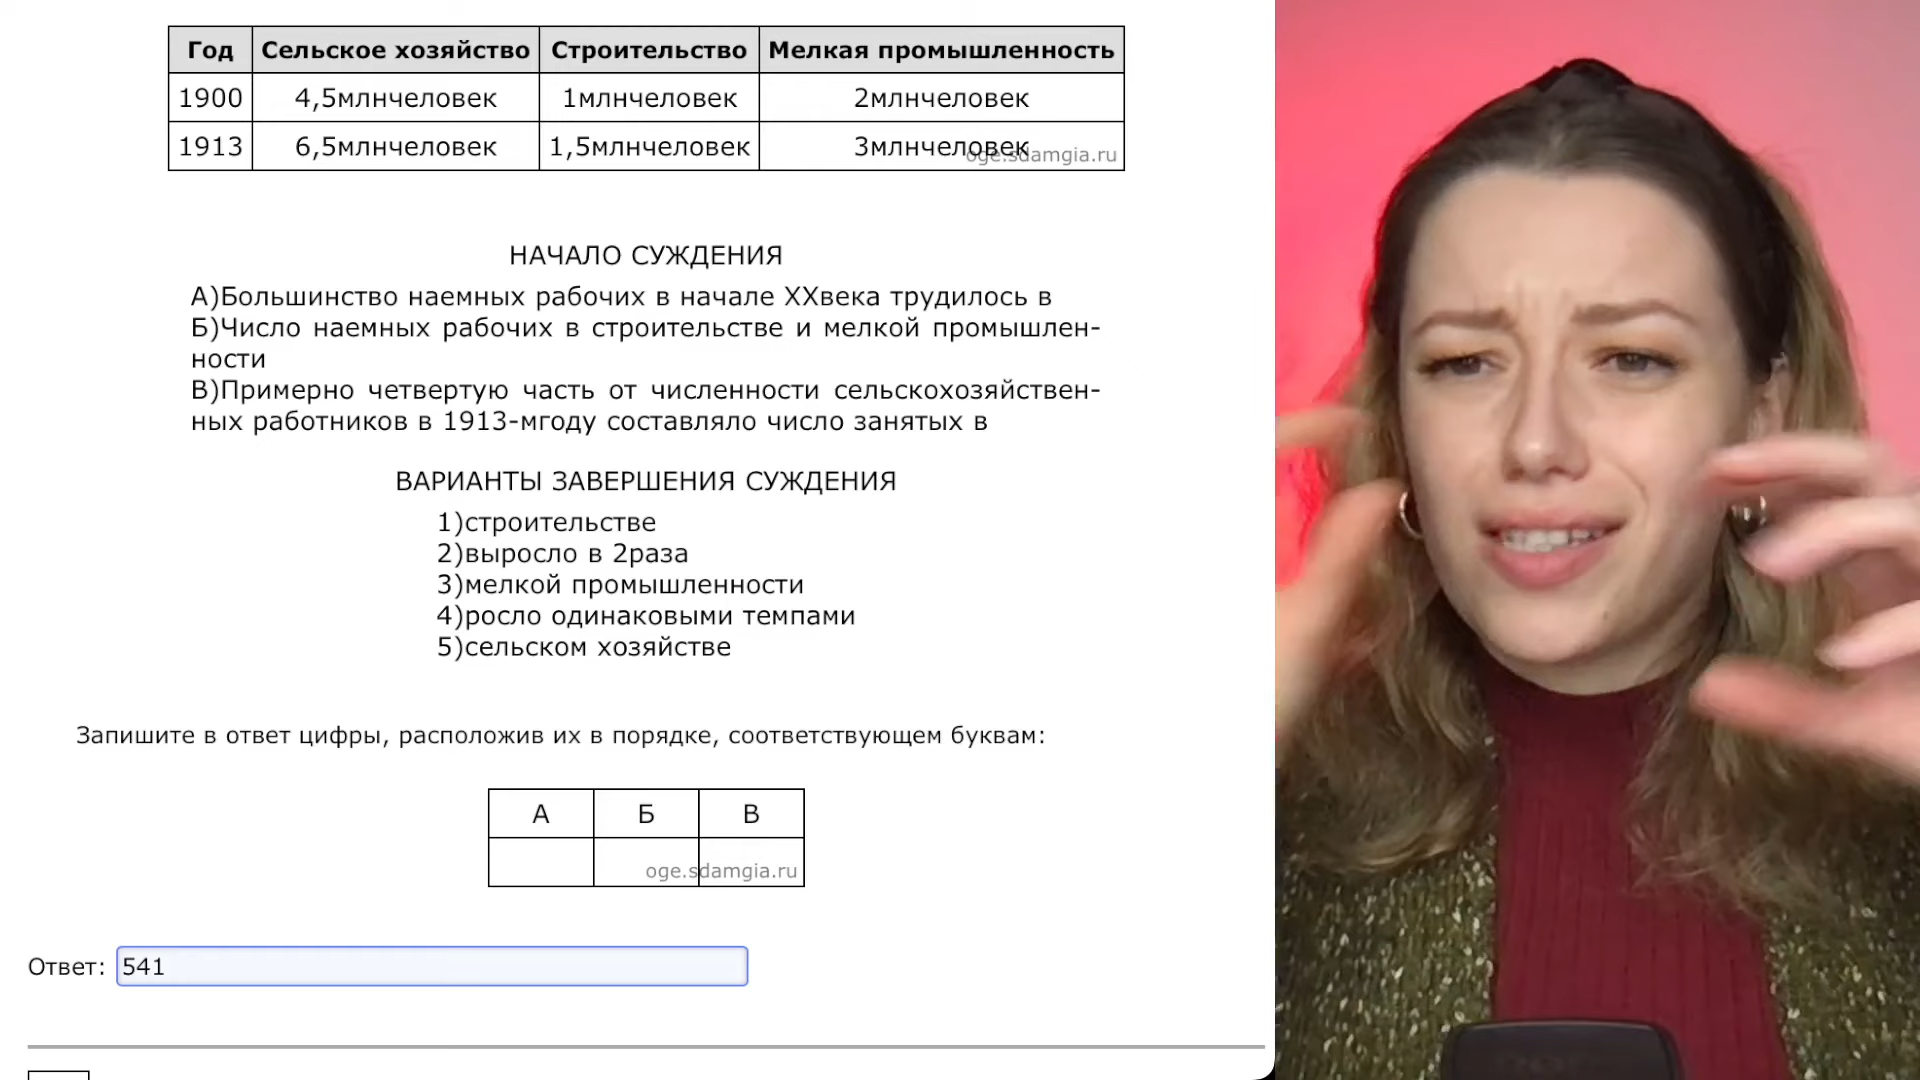 Год Сельское хозяйство Строительство Мелкая промышленность
1900 4,5млнчеловек 1млнчеловек 2млнчеловек
1913 6,5млнчеловек 1,5млнчеловек 3млнчеловек
oge.sdamgia.ru
НАЧАЛО СУЖДЕНИЯ
А)Большинство наемных рабочих в начале XXвека трудилось в
Б)Число наемных рабочих в строительстве и мелкой промышлен-
ности
В)Примерно четвертую часть от численности сельскохозяйствен-
ных работников в 1913-мгоду составляло число занятых в
ВАРИАНТЫ ЗАВЕРШЕНИЯ СУЖДЕНИЯ
1)строительстве
2)выросло в 2раза
3)мелкой промышленности
4)росло одинаковыми темпами
5)сельском хозяйстве
Запишите в ответ цифры, расположив их в порядке, соответствующем буквам:
А Б В
oge.sdamgia.ru
Ответ: 541